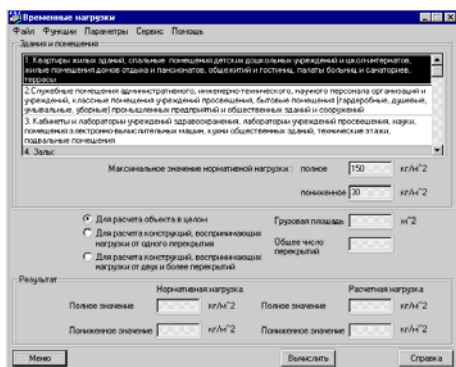 Временные нагрузки
Файл Функции Параметры Сервис Помощь
Здания и помещения
1. Квартиры жилых зданий, спальные помещения детских дошкольных учреждений и школ-интернатов,
жилые помещения домов отдыха и пансионатов, общежитий и гостиниц, палаты больниц и санаториев,
террасы
2.Служебные помещения административного, инженерно-технического, научного персонала организаций и
учреждений, классные помещения учреждений просвещения, бытовые помещения (гардеробные, душевые,
умывальные, уборные) промышленных предприятий и общественных зданий и сооружений
3. Кабинеты и лаборатории учреждений здравоохранения, лаборатории учреждений просвещения, науки,
помещения электронно-вычислительных машин, кухни общественных зданий, технические этажи,
подвальные помещения
4. Залы:
Максимальное значение нормативной нагрузки: полное 150 кг/м^2
пониженное 30 кг/м^2
Для расчета объекта в целом Грузовая площадь м^2
Для расчета конструкций, воспринимающих
нагрузки от одного перекрытия Общее число
перекрытий
Для расчета конструкций, воспринимающих
нагрузки от двух и более перекрытий
Результат
Нормативная нагрузка Расчетная нагрузка
Полное значение кг/м^2 Полное значение кг/м^2
Пониженное значение кг/м^2 Пониженное значение кг/м^2
Меню Вычислить Справка